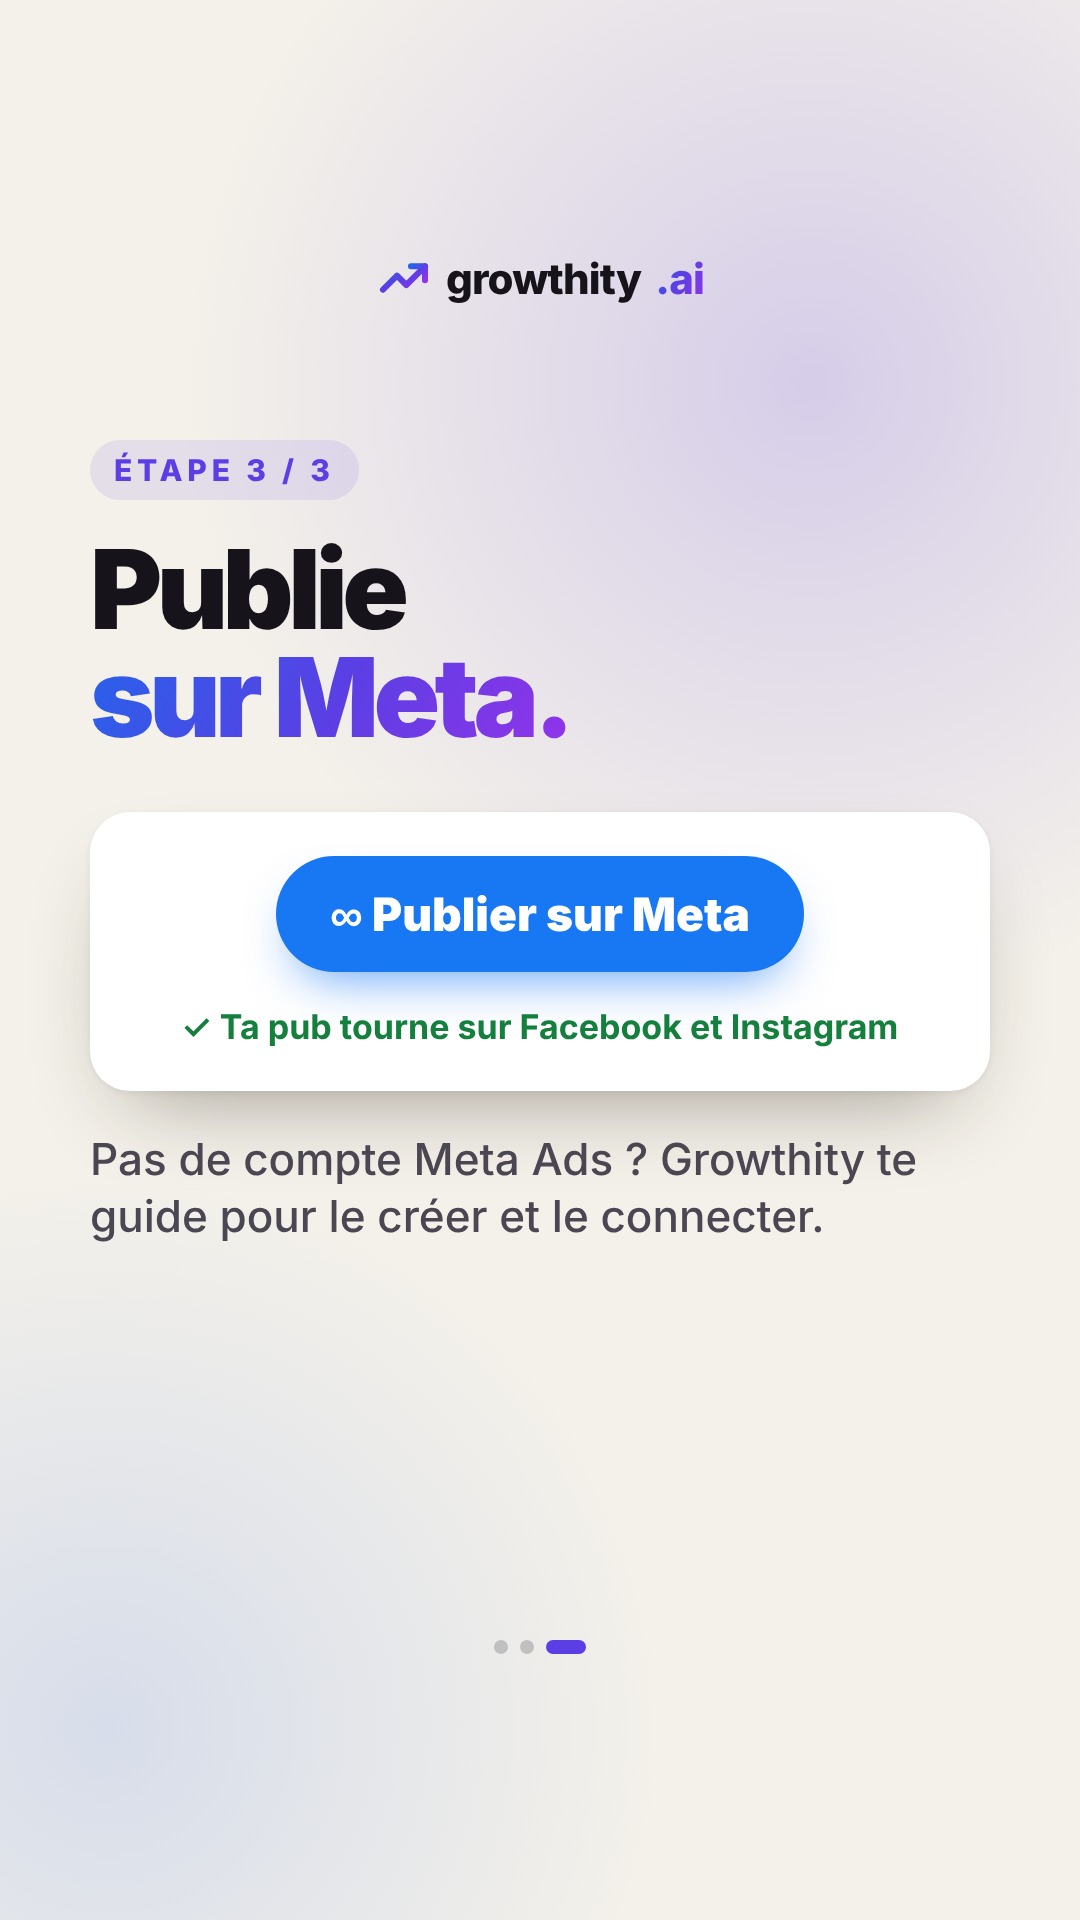 growthity .ai
ÉTAPE 3 / 3
Publie
sur Meta.
∞ Publier sur Meta
✓ Ta pub tourne sur Facebook et Instagram
Pas de compte Meta Ads ? Growthity te
guide pour le créer et le connecter.